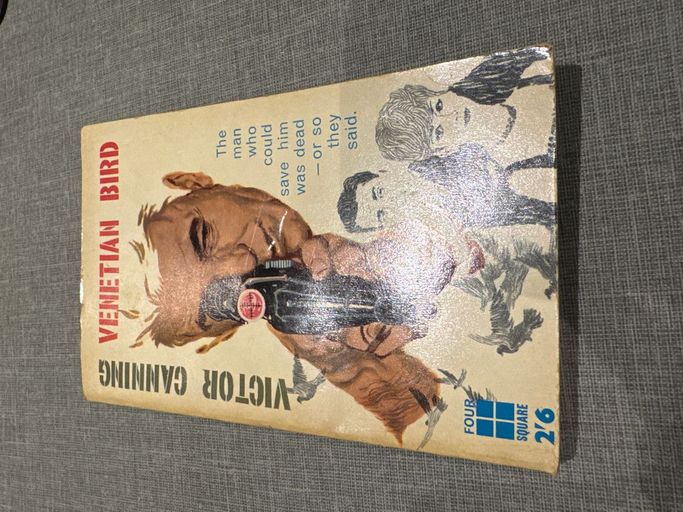 VICTOR CANNING
VENETIAN BIRD
The
man
who
could
save him
was dead
— or so
they
said.
FOUR
SQUARE
2'6